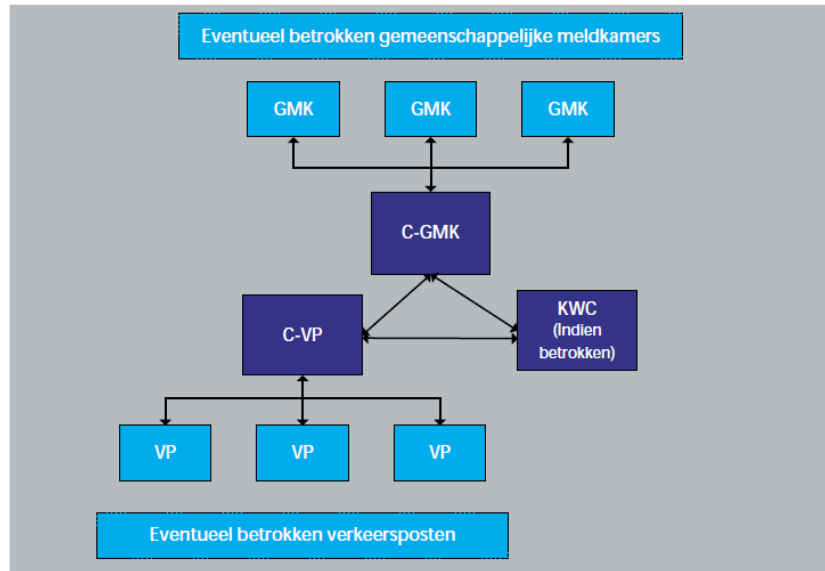 Eventueel betrokken gemeenschappelijke meldkamers
GMK
GMK
GMK
C-GMK
C-VP
KWC
(Indien
betrokken)
VP
VP
VP
Eventueel betrokken verkeersposten